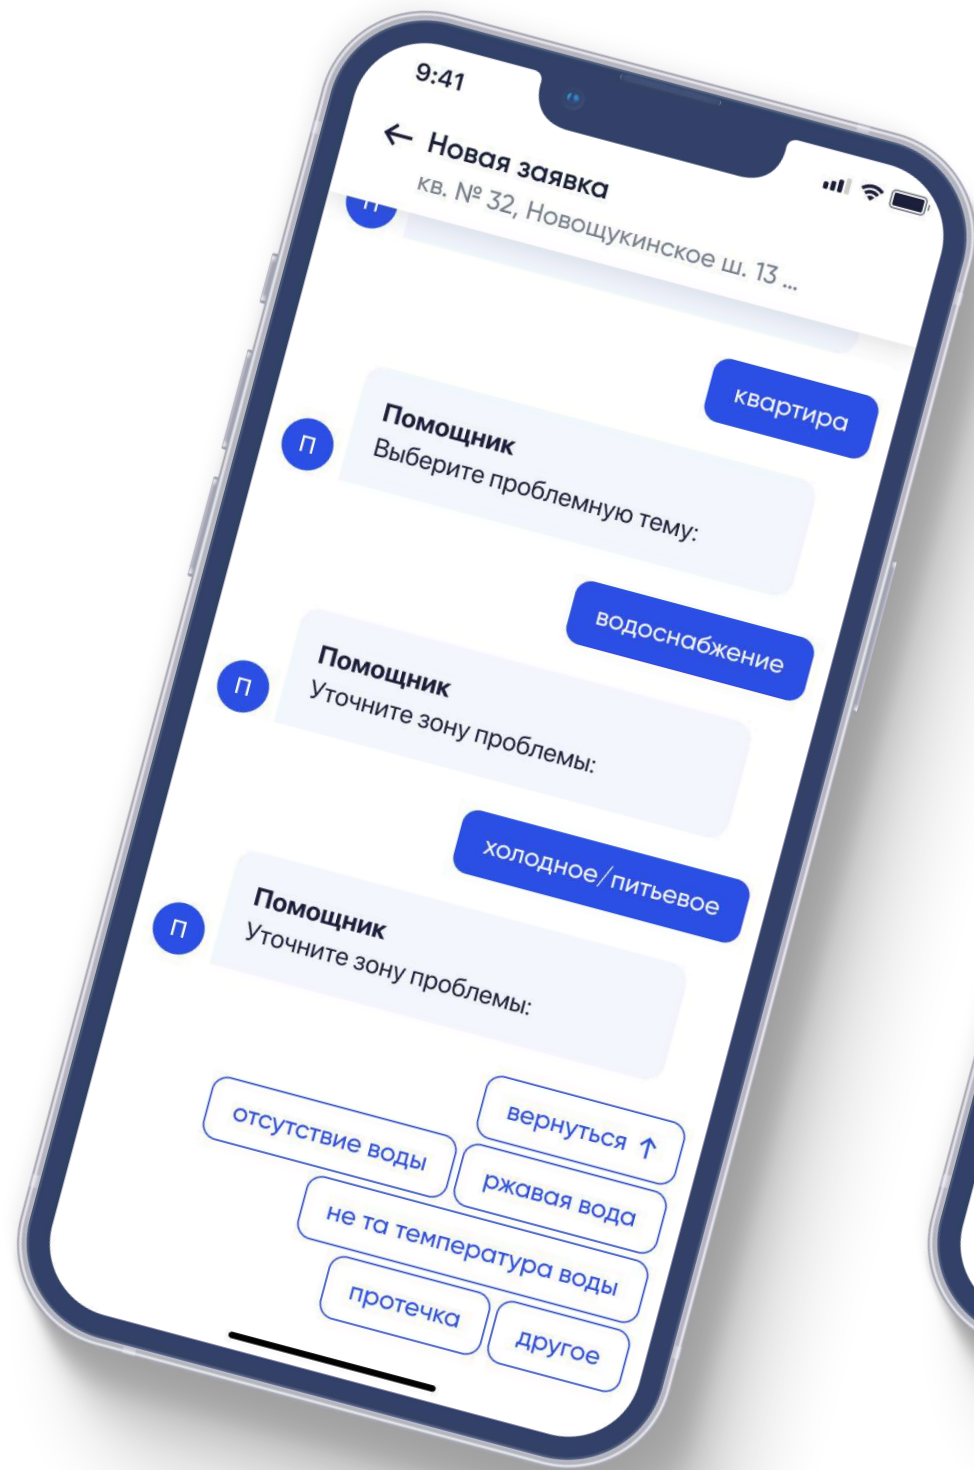 9:41
← Новая заявка
кв. № 32, Новощукинское ш. 13 ...
П
квартира
П
Помощник
Выберите проблемную тему:
водоснабжение
П
Помощник
Уточните зону проблемы:
холодное/питьевое
П
Помощник
Уточните зону проблемы:
вернуться ↑
отсутствие воды
ржавая вода
не та температура воды
протечка
другое